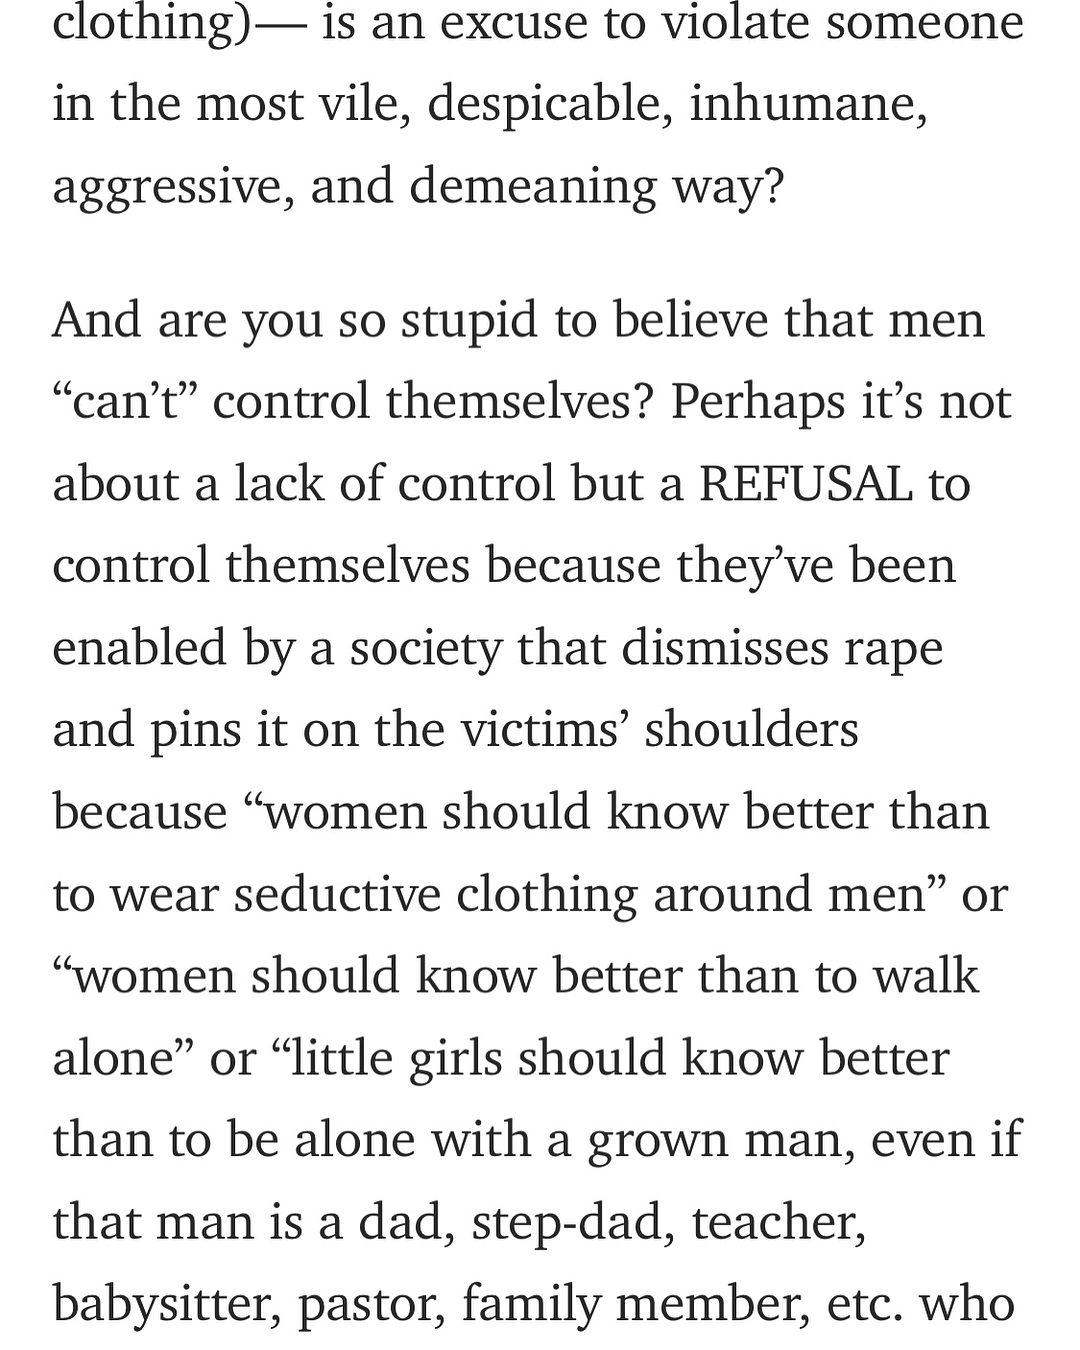 clothing)— is an excuse to violate someone
in the most vile, despicable, inhumane,
aggressive, and demeaning way?
And are you so stupid to believe that men
“can’t” control themselves? Perhaps it’s not
about a lack of control but a REFUSAL to
control themselves because they’ve been
enabled by a society that dismisses rape
and pins it on the victims’ shoulders
because “women should know better than
to wear seductive clothing around men” or
“women should know better than to walk
alone” or “little girls should know better
than to be alone with a grown man, even if
that man is a dad, step-dad, teacher,
babysitter, pastor, family member, etc. who